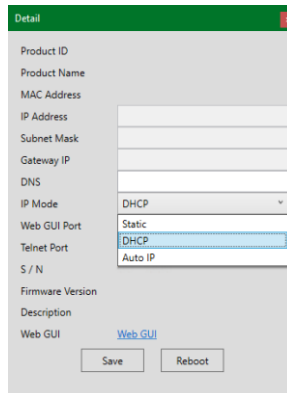 Detail
Product ID
Product Name
MAC Address
IP Address
Subnet Mask
Gateway IP
DNS
IP Mode DHCP
Web GUI Port Static
DHCP
Telnet Port
Auto IP
S / N
Firmware Version
Description
Web GUI Web GUI
Save Reboot